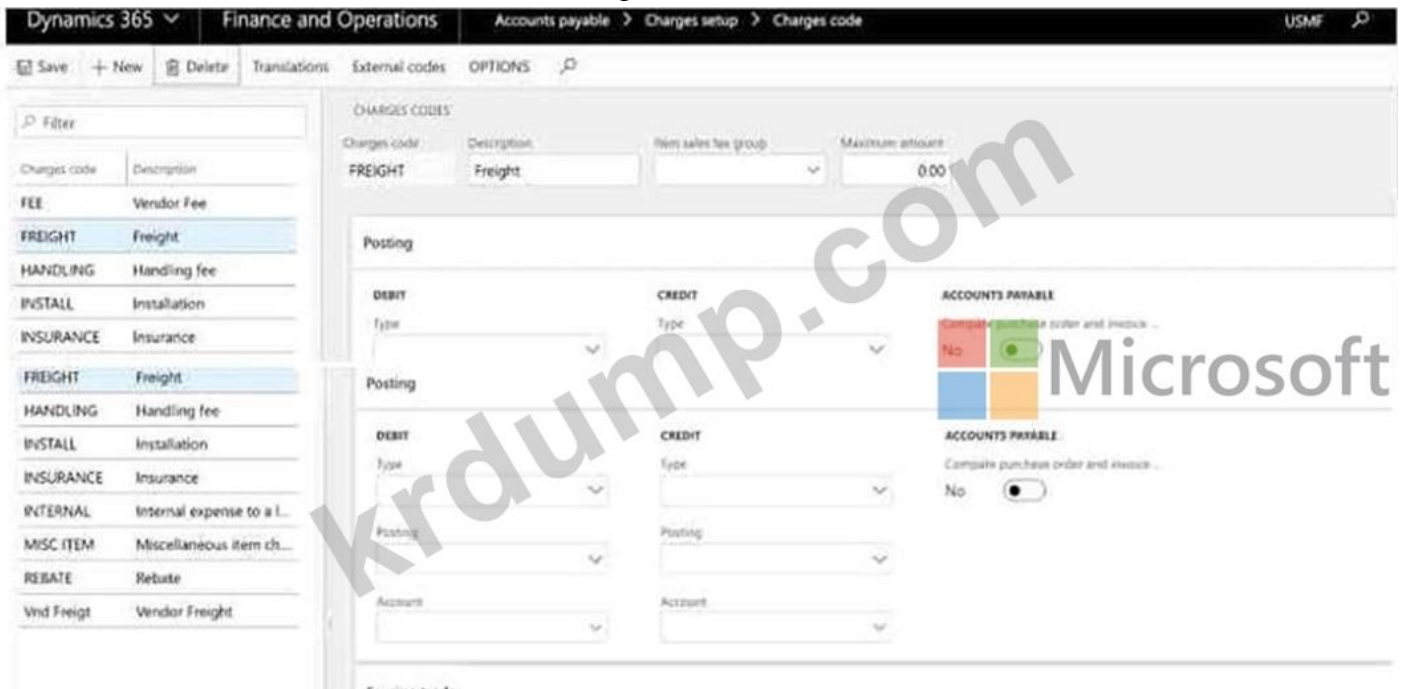 Dynamics 365 Finance and Operations Accounts payable > Charges setup > Charges code USMF
Save + New Delete Translations External codes OPTIONS
Filter
Charges code Description
FEE Vendor Fee
FREIGHT Freight
HANDLING Handling fee
INSTALL Installation
INSURANCE Insurance
FREIGHT Freight
HANDLING Handling fee
INSTALL Installation
INSURANCE Insurance
INTERNAL Internal expense to a l...
MISC ITEM Miscellaneous item ch...
REBATE Rebate
Vnd Freigt Vendor Freight
CHARGES CODES
Charges code Description Item sales tax group Maximum amount
FREIGHT Freight 0.00
Posting
DEBIT CREDIT ACCOUNTS PAYABLE
Type Type Compare purchase order and invoice ...
No
Microsoft
Posting
DEBIT CREDIT ACCOUNTS PAYABLE
Type Type Compare purchase order and invoice ...
No
Posting Posting
Account Account
krdump.com